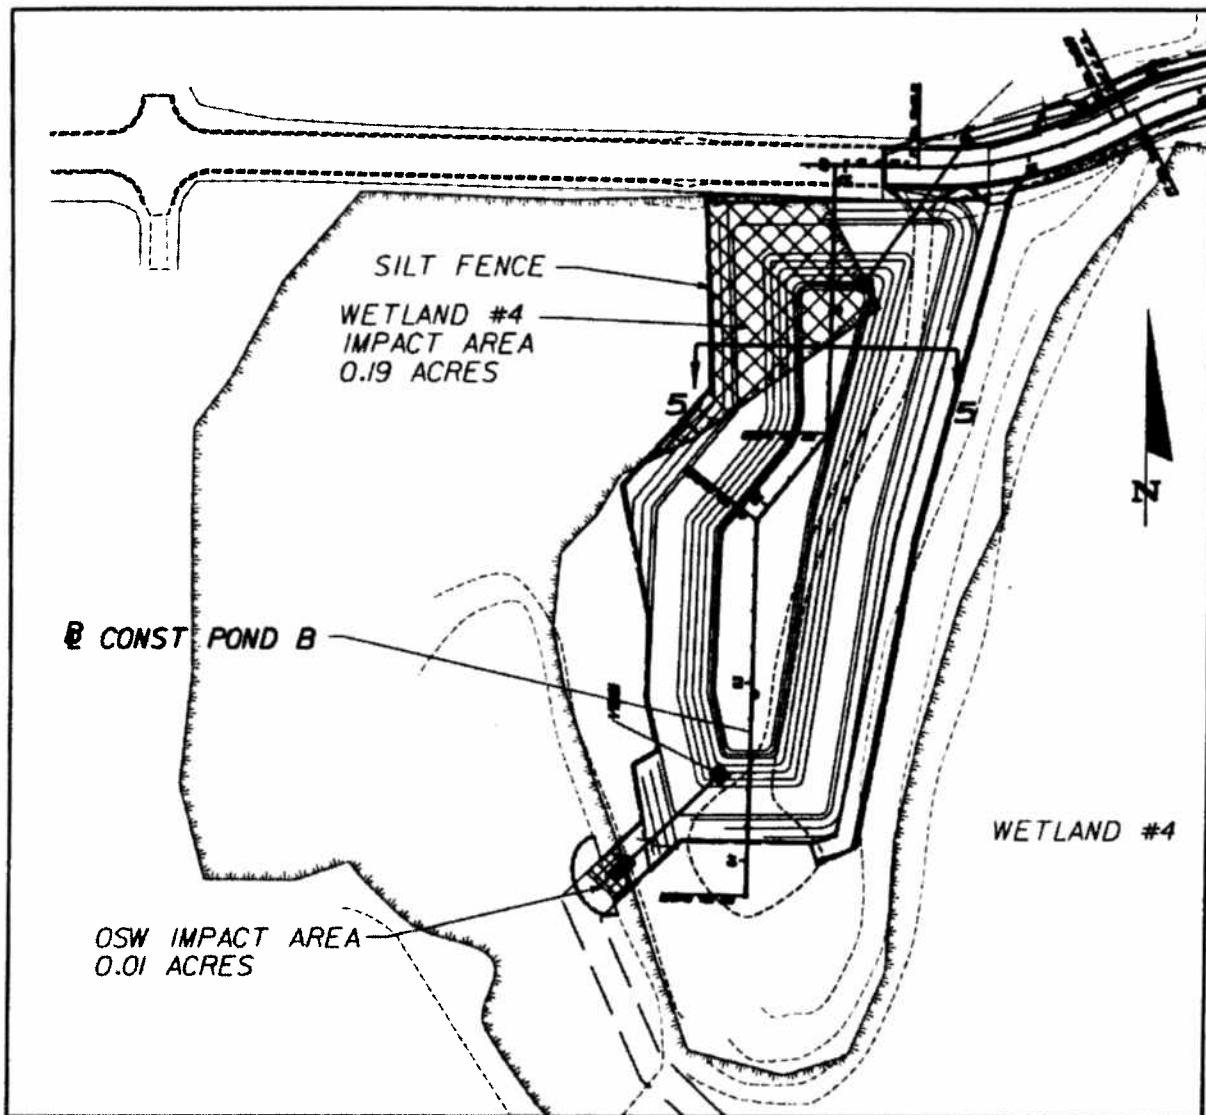 SILT FENCE
WETLAND #4
IMPACT AREA
0.19 ACRES
5
5
N
℄ CONST POND B
WETLAND #4
OSW IMPACT AREA
0.01 ACRES